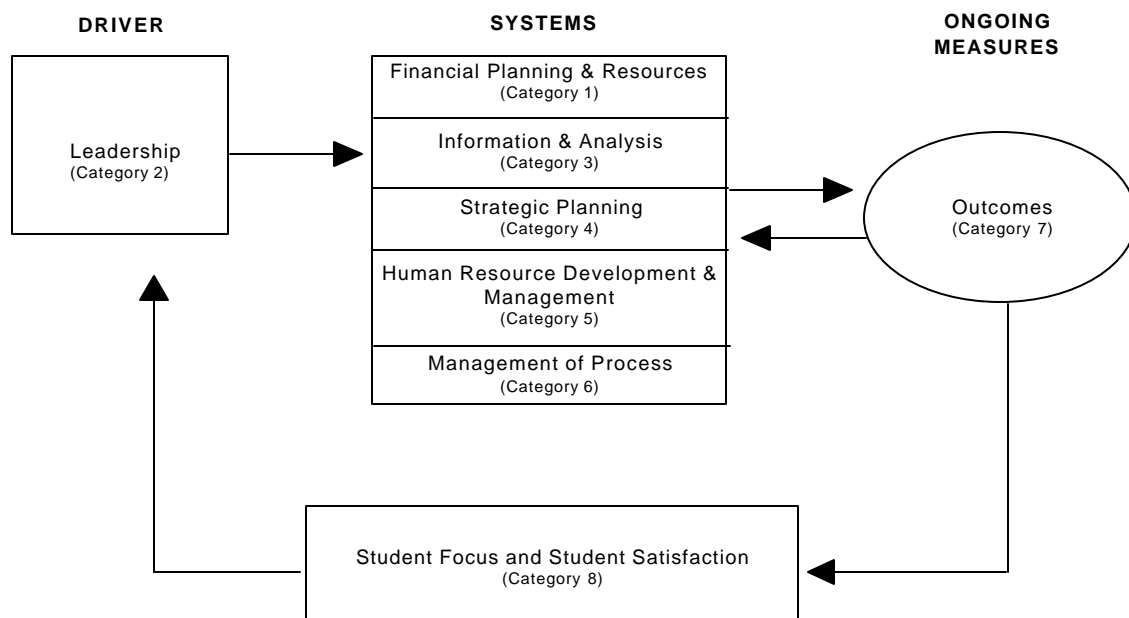 DRIVER
SYSTEMS
ONGOING
MEASURES
Leadership
(Category 2)
Financial Planning & Resources
(Category 1)
Information & Analysis
(Category 3)
Strategic Planning
(Category 4)
Human Resource Development &
Management
(Category 5)
Management of Process
(Category 6)
Outcomes
(Category 7)
Student Focus and Student Satisfaction
(Category 8)